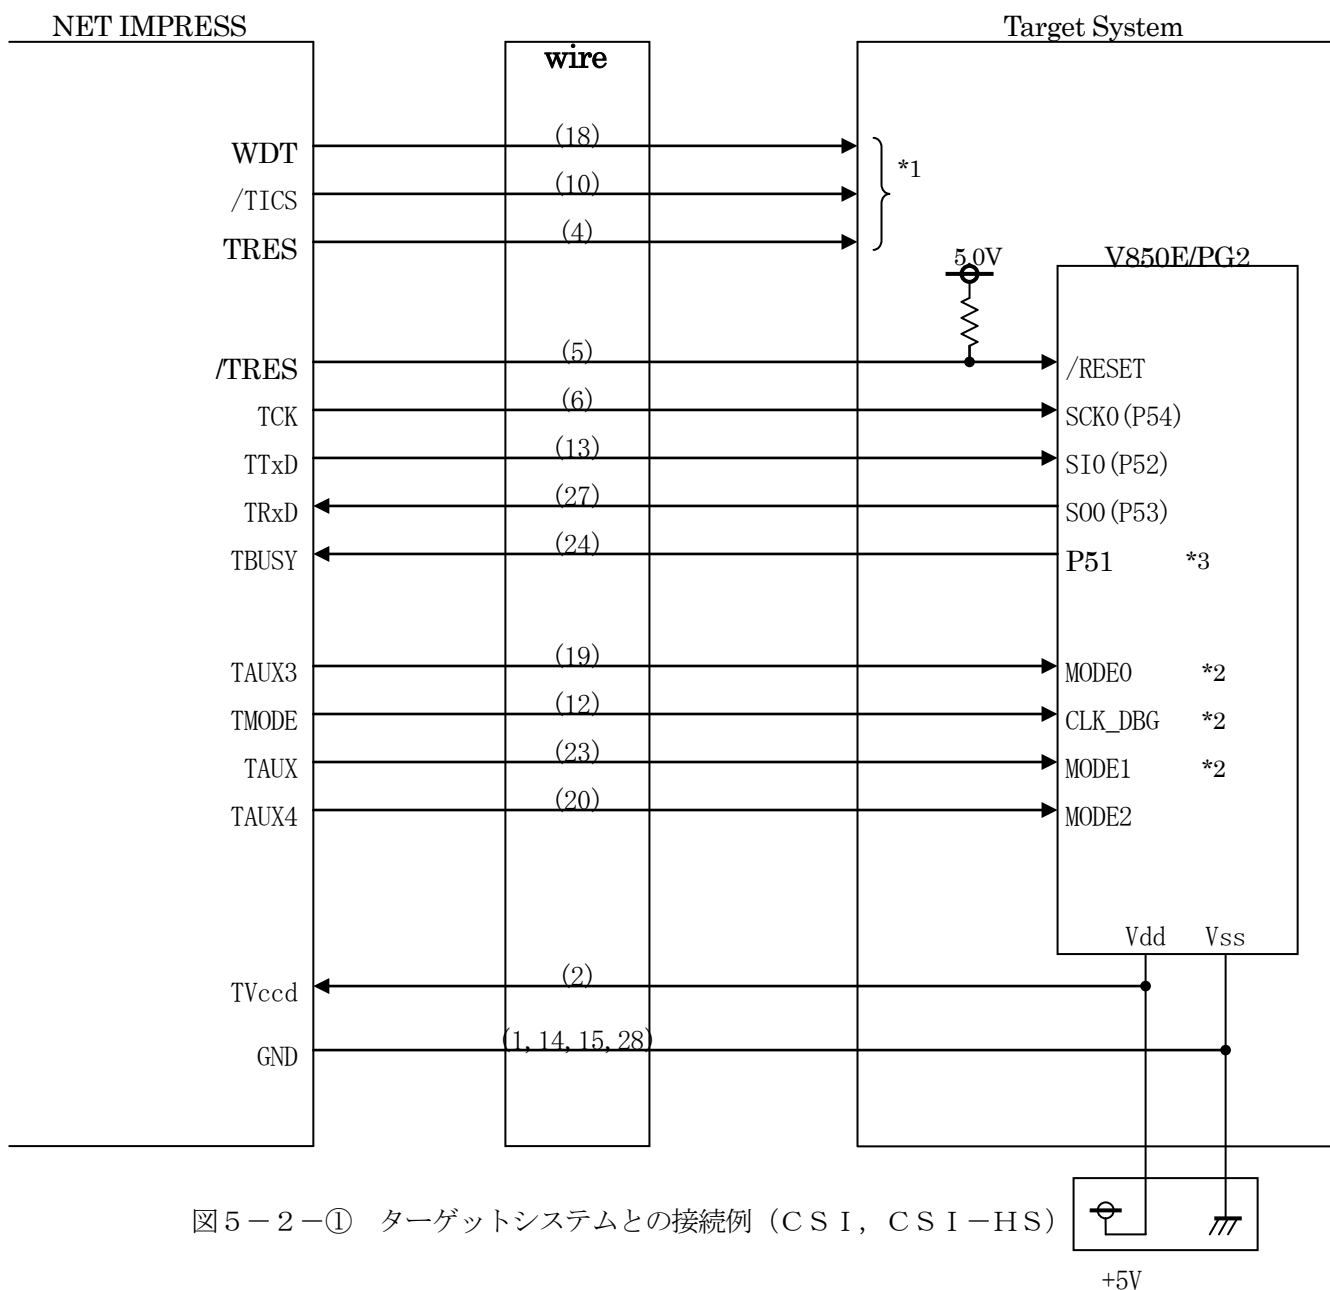 NET IMPRESS
wire
Target System
WDT (18) *1
/TICS (10)
TRES (4)
5.0V
V850E/PG2
/TRES (5) /RESET
TCK (6) SCK0(P54)
TTxD (13) SI0(P52)
TRxD (27) SO0(P53)
TBUSY (24) P51 *3
TAUX3 (19) MODE0 *2
TMODE (12) CLK_DBG *2
TAUX (23) MODE1 *2
TAUX4 (20) MODE2
Vdd Vss
TVccd (2)
GND (1,14,15,28)
図5-2-① ターゲットシステムとの接続例(CSI,CSI-HS)
+5V